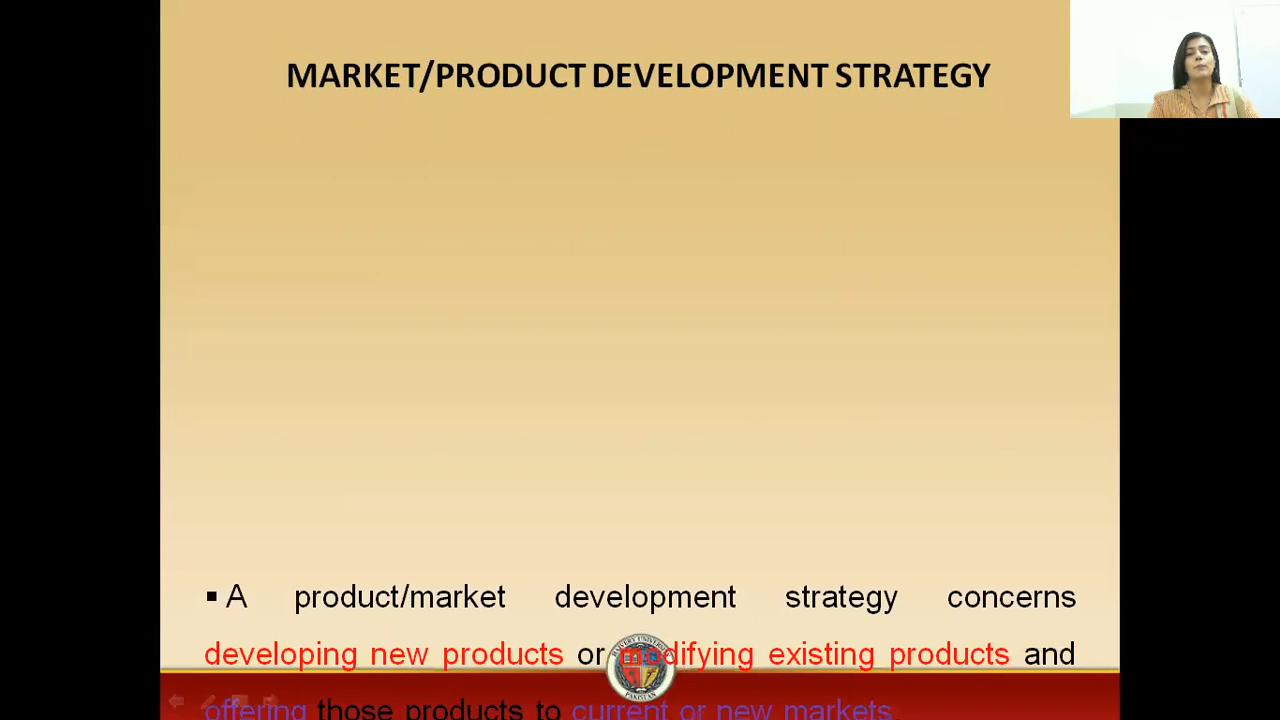 MARKET/PRODUCT DEVELOPMENT STRATEGY
▪ A product/market development strategy concerns
developing new products or modifying existing products and
offering those products to current or new markets.
PAKISTAN